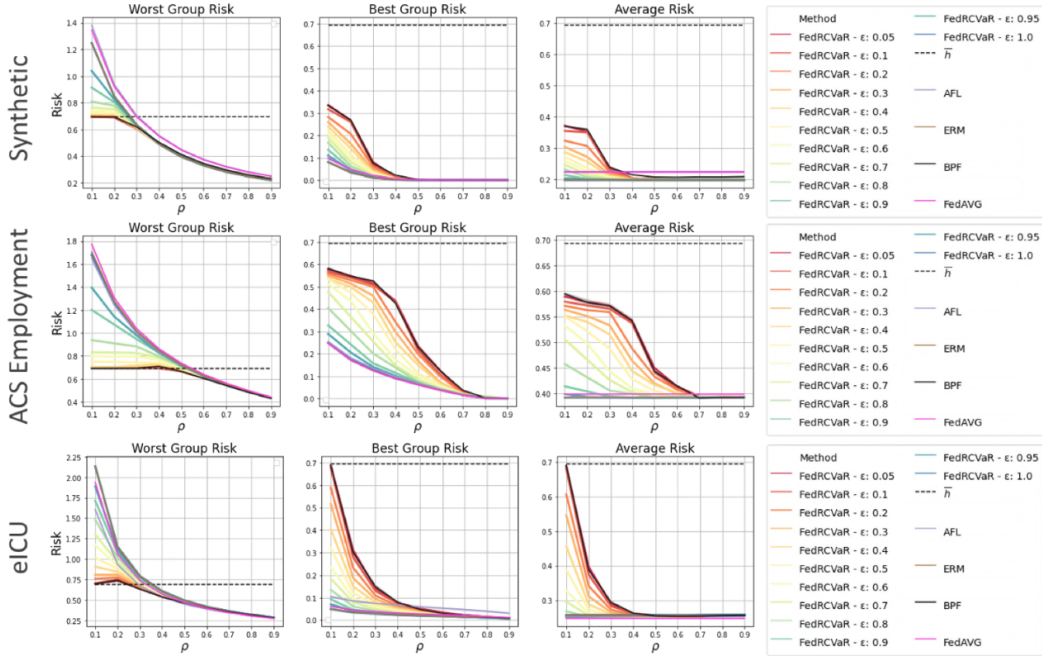 Worst Group Risk
Best Group Risk
Average Risk
Synthetic
Risk
1.4
1.2
1.0
0.8
0.6
0.4
0.2
0.1 0.2 0.3 0.4 0.5 0.6 0.7 0.8 0.9
ρ
0.7
0.6
0.5
0.4
0.3
0.2
0.1
0.0
0.1 0.2 0.3 0.4 0.5 0.6 0.7 0.8 0.9
ρ
0.7
0.6
0.5
0.4
0.3
0.2
0.1 0.2 0.3 0.4 0.5 0.6 0.7 0.8 0.9
ρ
Method
FedRCVaR - ε: 0.05
FedRCVaR - ε: 0.1
FedRCVaR - ε: 0.2
FedRCVaR - ε: 0.3
FedRCVaR - ε: 0.4
FedRCVaR - ε: 0.5
FedRCVaR - ε: 0.6
FedRCVaR - ε: 0.7
FedRCVaR - ε: 0.8
FedRCVaR - ε: 0.9
FedRCVaR - ε: 0.95
FedRCVaR - ε: 1.0
h̅
AFL
ERM
BPF
FedAVG
Worst Group Risk
Best Group Risk
Average Risk
ACS Employment
Risk
1.8
1.6
1.4
1.2
1.0
0.8
0.6
0.4
0.1 0.2 0.3 0.4 0.5 0.6 0.7 0.8 0.9
ρ
0.7
0.6
0.5
0.4
0.3
0.2
0.1
0.0
0.1 0.2 0.3 0.4 0.5 0.6 0.7 0.8 0.9
ρ
0.70
0.65
0.60
0.55
0.50
0.45
0.40
0.1 0.2 0.3 0.4 0.5 0.6 0.7 0.8 0.9
ρ
Method
FedRCVaR - ε: 0.05
FedRCVaR - ε: 0.1
FedRCVaR - ε: 0.2
FedRCVaR - ε: 0.3
FedRCVaR - ε: 0.4
FedRCVaR - ε: 0.5
FedRCVaR - ε: 0.6
FedRCVaR - ε: 0.7
FedRCVaR - ε: 0.8
FedRCVaR - ε: 0.9
FedRCVaR - ε: 0.95
FedRCVaR - ε: 1.0
h̅
AFL
ERM
BPF
FedAVG
Worst Group Risk
Best Group Risk
Average Risk
eICU
Risk
2.25
2.00
1.75
1.50
1.25
1.00
0.75
0.50
0.25
0.1 0.2 0.3 0.4 0.5 0.6 0.7 0.8 0.9
ρ
0.7
0.6
0.5
0.4
0.3
0.2
0.1
0.0
0.1 0.2 0.3 0.4 0.5 0.6 0.7 0.8 0.9
ρ
0.7
0.6
0.5
0.4
0.3
0.1 0.2 0.3 0.4 0.5 0.6 0.7 0.8 0.9
ρ
Method
FedRCVaR - ε: 0.05
FedRCVaR - ε: 0.1
FedRCVaR - ε: 0.2
FedRCVaR - ε: 0.3
FedRCVaR - ε: 0.4
FedRCVaR - ε: 0.5
FedRCVaR - ε: 0.6
FedRCVaR - ε: 0.7
FedRCVaR - ε: 0.8
FedRCVaR - ε: 0.9
FedRCVaR - ε: 0.95
FedRCVaR - ε: 1.0
h̅
AFL
ERM
BPF
FedAVG